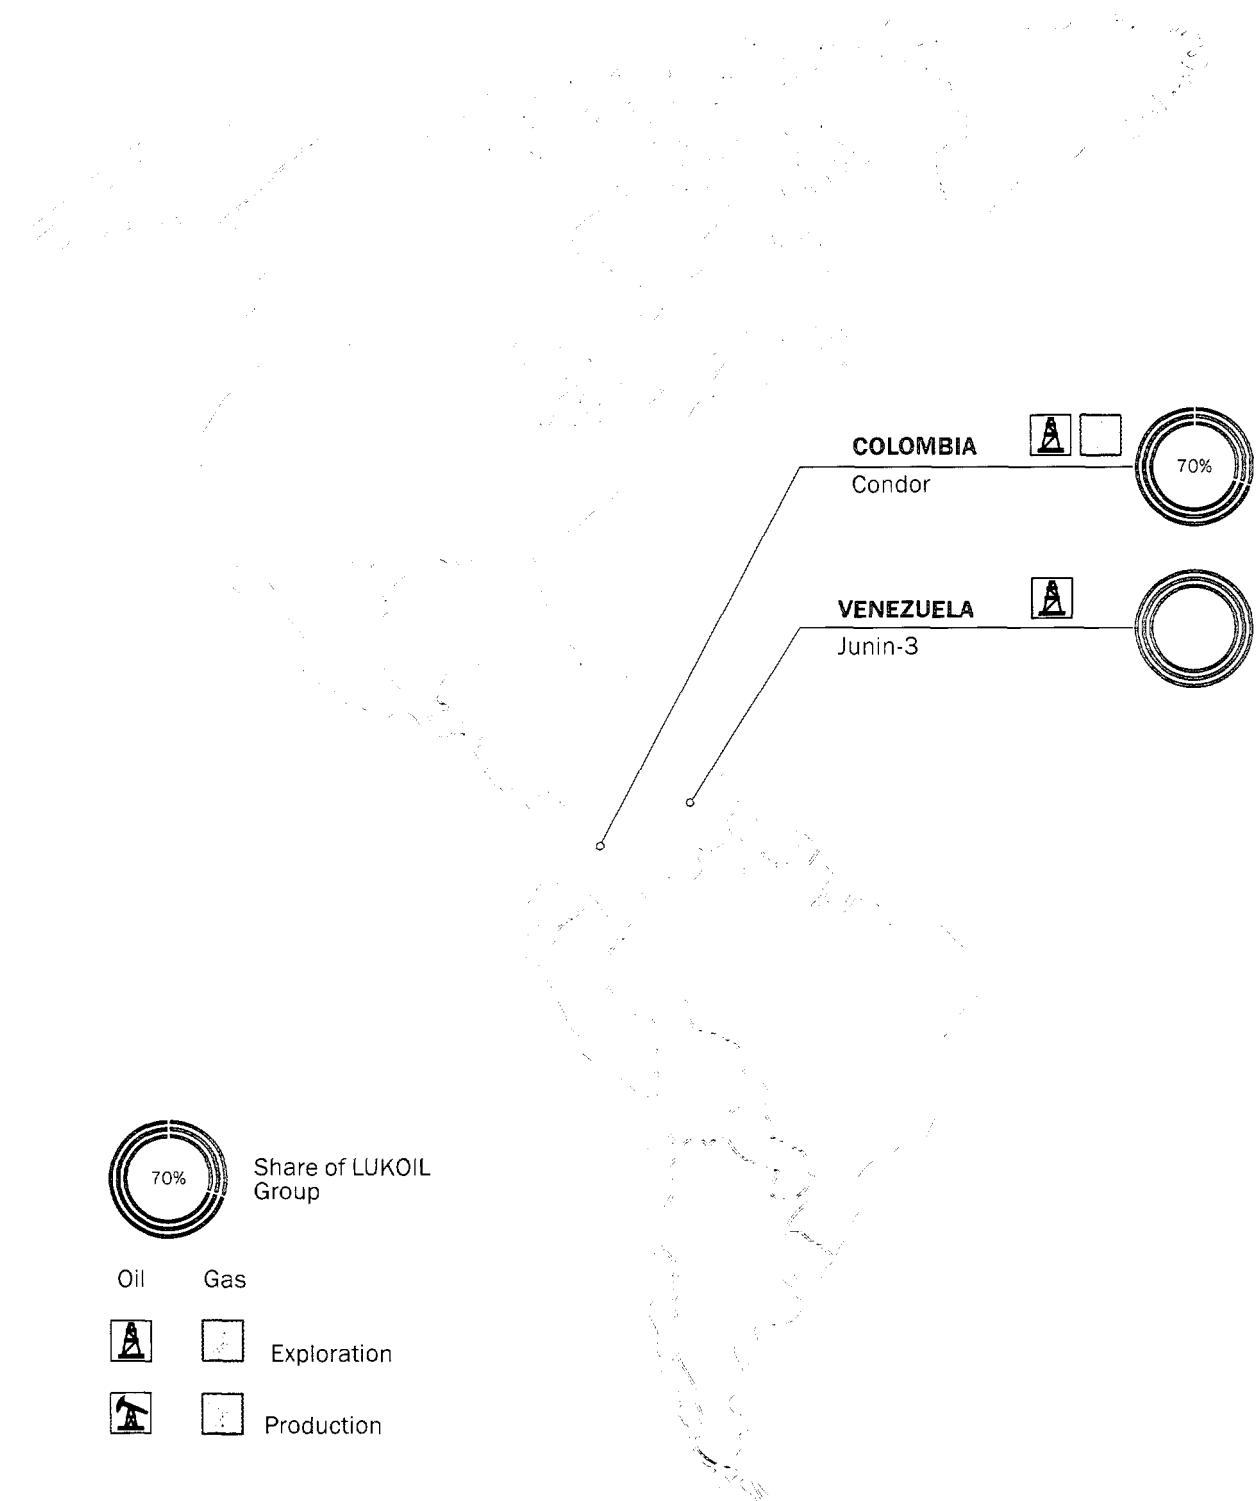 COLOMBIA
Condor
70%
VENEZUELA
Junin-3
70%
Share of LUKOIL
Group
Oil Gas
Exploration
Production